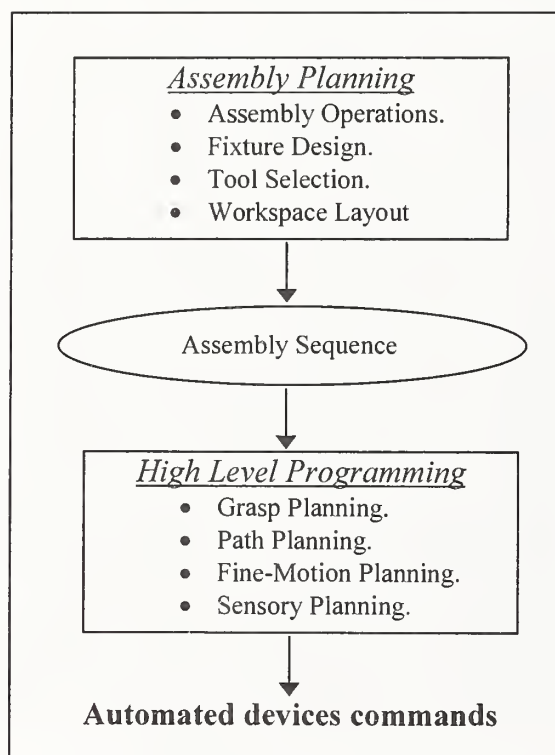 Assembly Planning
• Assembly Operations.
• Fixture Design.
• Tool Selection.
• Workspace Layout
Assembly Sequence
High Level Programming
• Grasp Planning.
• Path Planning.
• Fine-Motion Planning.
• Sensory Planning.
Automated devices commands